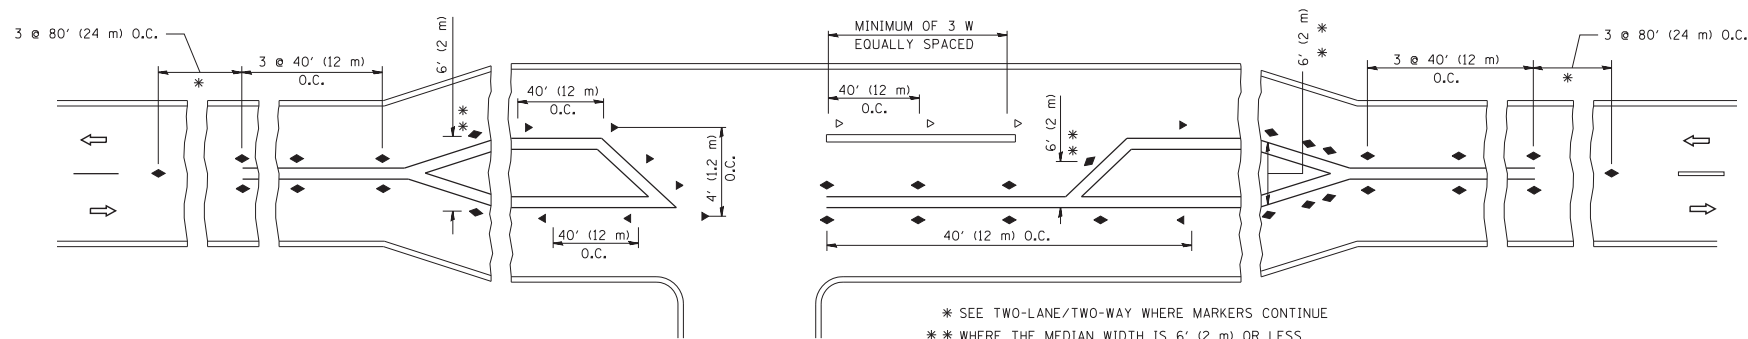 3 @ 80' (24 m) O.C.
*
3 @ 40' (12 m)
O.C.
6' (2 m)
* *
40' (12 m)
O.C.
4' (1.2 m)
O.C.
40' (12 m)
O.C.
MINIMUM OF 3 W
EQUALLY SPACED
40' (12 m)
O.C.
6' (2 m)
* *
40' (12 m) O.C.
6' (2 m) * *
3 @ 40' (12 m)
O.C.
*
3 @ 80' (24 m) O.C.
* SEE TWO-LANE/TWO-WAY WHERE MARKERS CONTINUE
* * WHERE THE MEDIAN WIDTH IS 6' (2 m) OR LESS